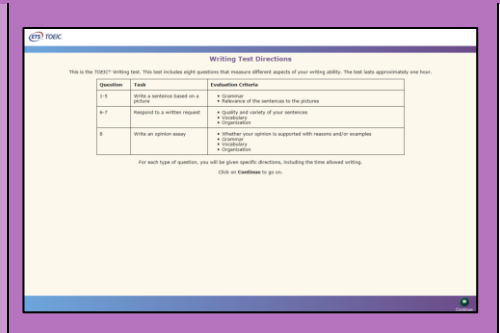 ETS TOEIC
Writing Test Directions
This is the TOEIC® Writing test. This test includes eight questions that measure different aspects of your writing ability. The test lasts approximately one hour.
Question Task Evaluation Criteria
1-5 Write a sentence based on a picture
• Grammar
• Relevance of the sentences to the pictures
6-7 Respond to a written request
• Quality and variety of your sentences
• Vocabulary
• Organization
8 Write an opinion essay
• Whether your opinion is supported with reasons and/or examples
• Grammar
• Vocabulary
• Organization
For each type of question, you will be given specific directions, including the time allowed writing.
Click on Continue to go on.
Continue